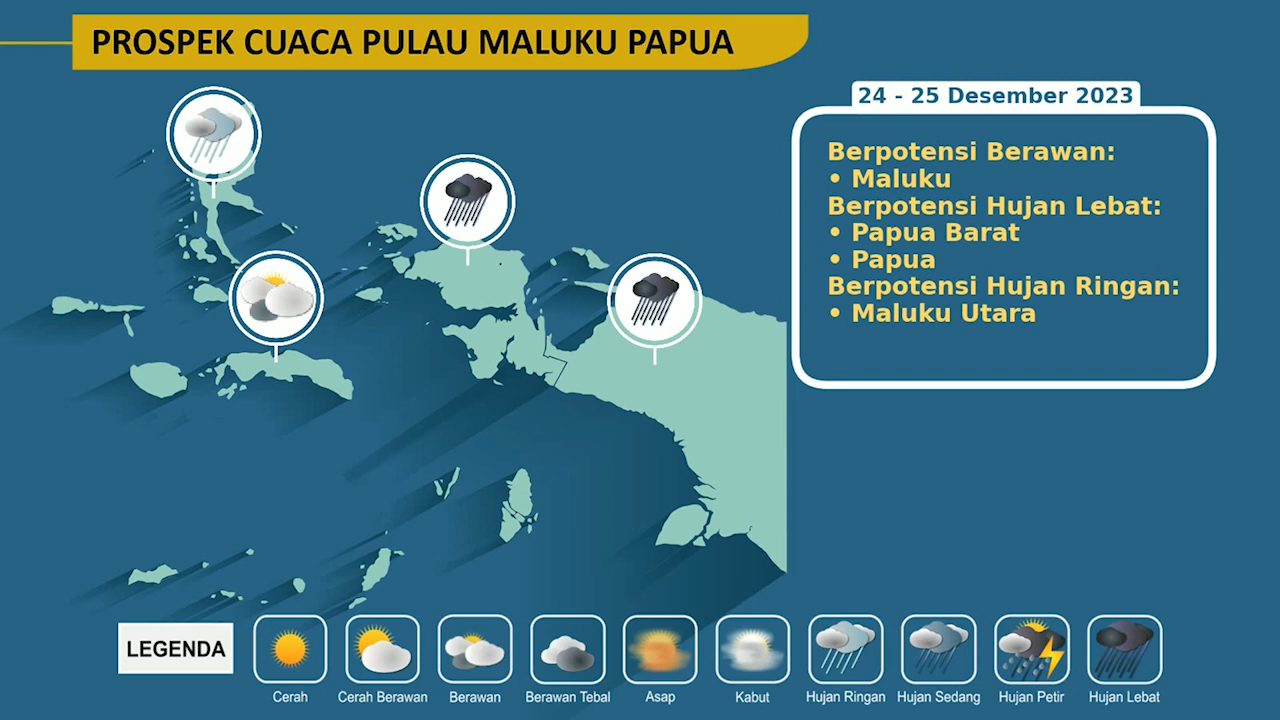 PROSPEK CUACA PULAU MALUKU PAPUA
24 - 25 Desember 2023
Berpotensi Berawan:
• Maluku
Berpotensi Hujan Lebat:
• Papua Barat
• Papua
Berpotensi Hujan Ringan:
• Maluku Utara
LEGENDA
Cerah
Cerah Berawan
Berawan
Berawan Tebal
Asap
Kabut
Hujan Ringan
Hujan Sedang
Hujan Petir
Hujan Lebat